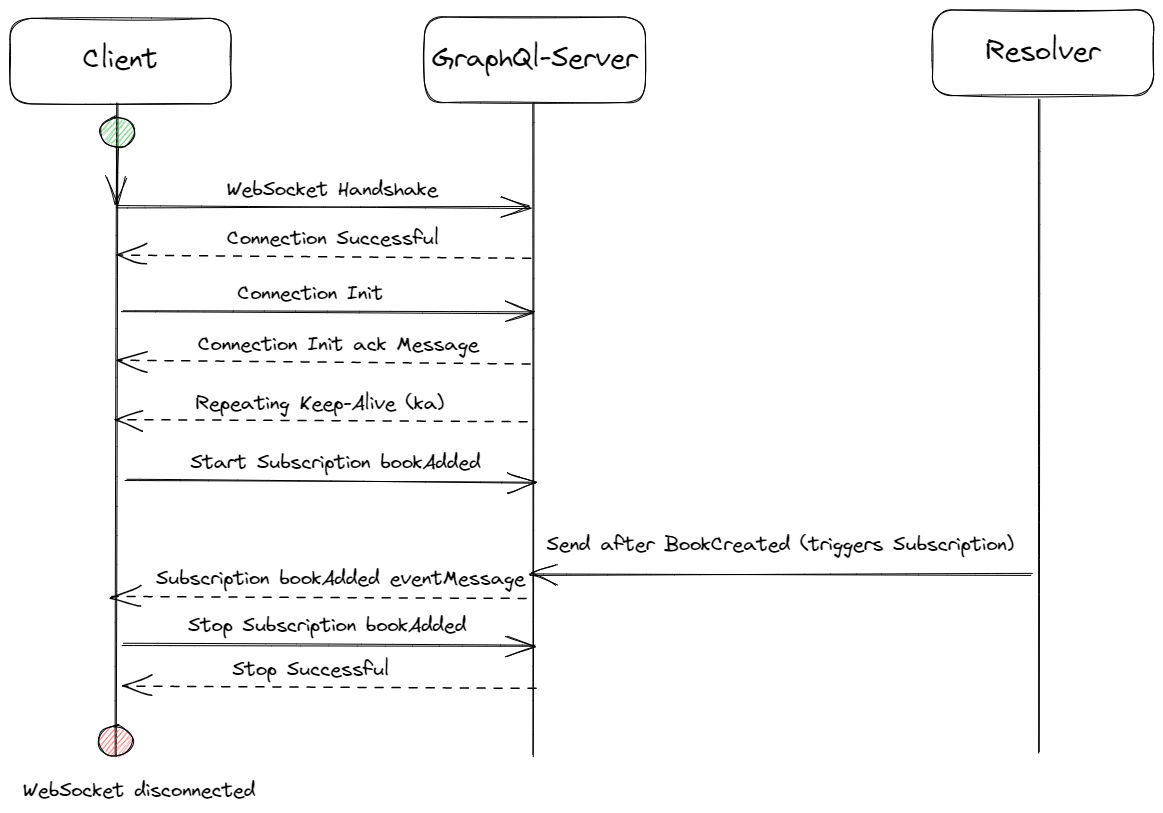 Client
GraphQl-Server
Resolver
WebSocket Handshake
Connection Successful
Connection Init
Connection Init ack Message
Repeating Keep-Alive (ka)
Start Subscription bookAdded
Send after BookCreated (triggers Subscription)
Subscription bookAdded eventMessage
Stop Subscription bookAdded
Stop Successful
WebSocket disconnected